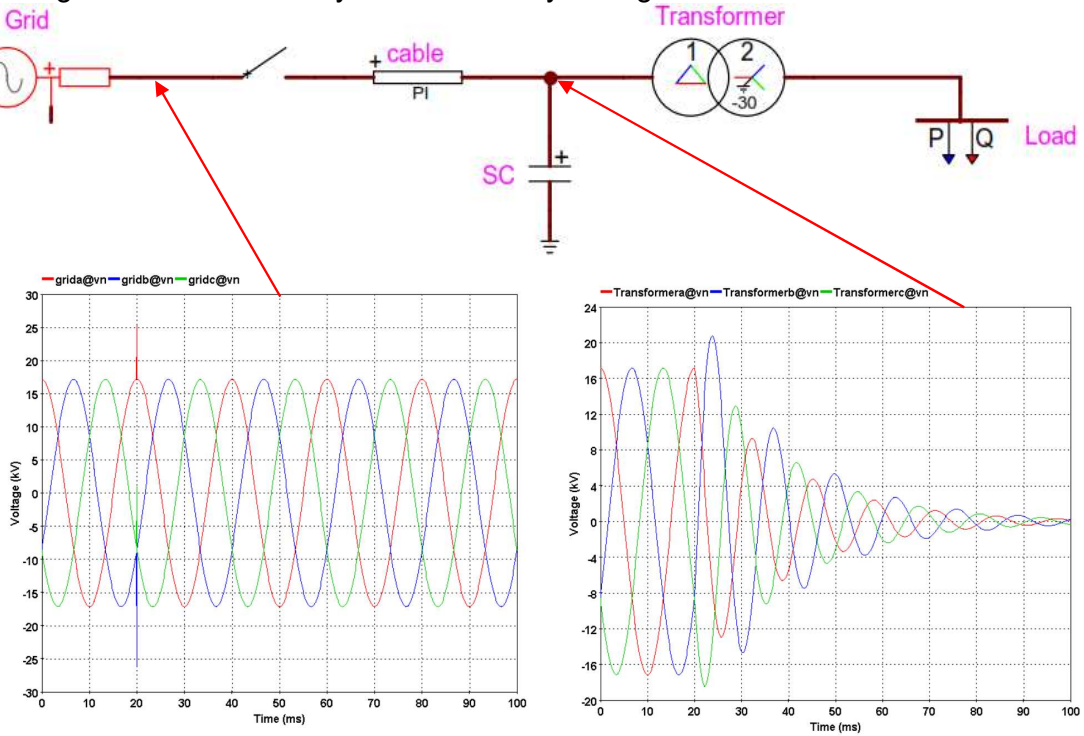 Grid
Transformer
cable
PI
1 2
-30
SC
P Q
Load
grida@vn gridb@vn gridc@vn
30
25
20
15
10
5
0
-5
-10
-15
-20
-25
-30
Voltage (kV)
0 10 20 30 40 50 60 70 80 90 100
Time (ms)
Transformera@vn Transformerb@vn Transformerc@vn
24
20
16
12
8
4
0
-4
-8
-12
-16
-20
Voltage (kV)
0 10 20 30 40 50 60 70 80 90 100
Time (ms)